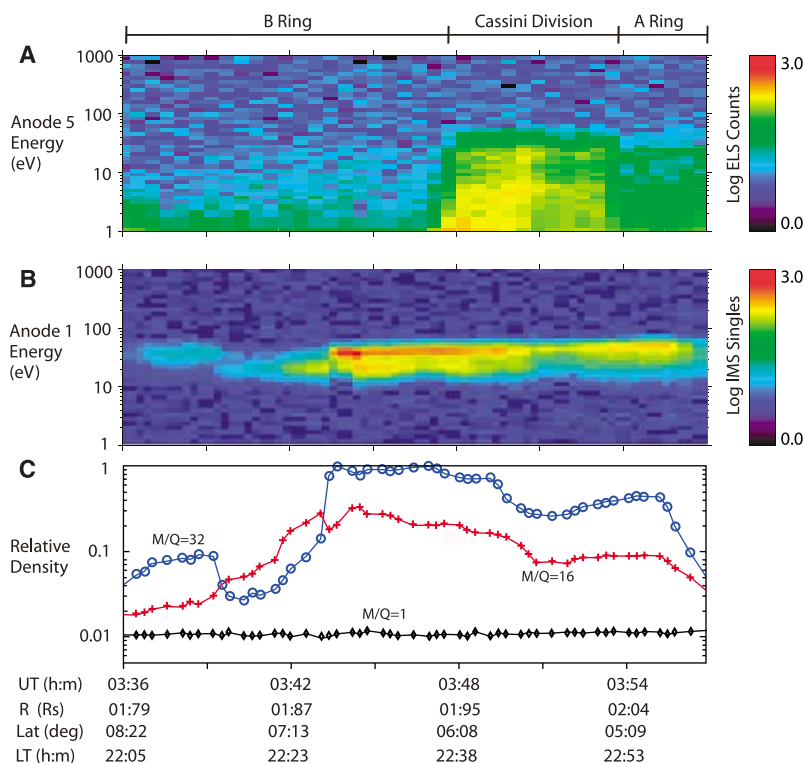 B Ring Cassini Division A Ring
A
1000
100
10
1
Anode 5
Energy
(eV)
3.0
Log ELS Counts
0.0
B
1000
100
10
1
Anode 1
Energy
(eV)
3.0
Log IMS Singles
0.0
C
1
0.1
0.01
Relative
Density
M/Q=32
M/Q=16
M/Q=1
UT (h:m) 03:36 03:42 03:48 03:54
R (Rs) 01:79 01:87 01:95 02:04
Lat (deg) 08:22 07:13 06:08 05:09
LT (h:m) 22:05 22:23 22:38 22:53